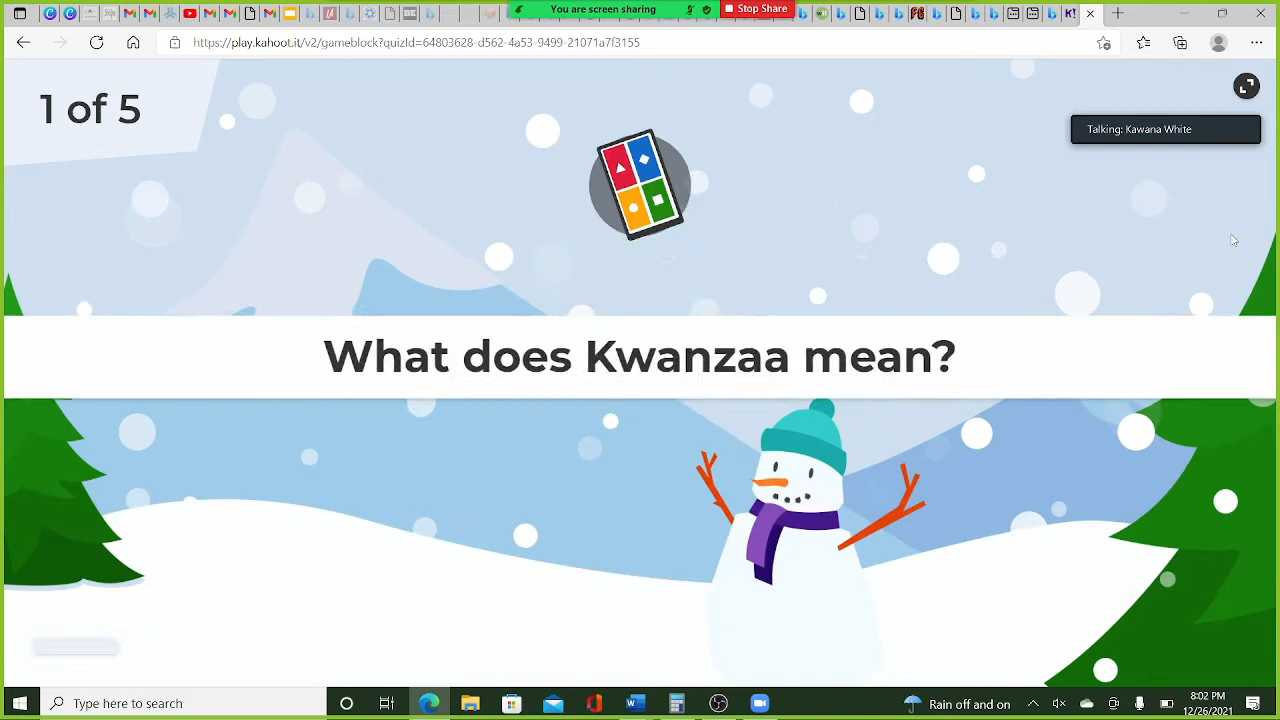 You are screen sharing
Stop Share
K!
https://play.kahoot.it/v2/gameblock?quizId=64803628-d562-4a53-9499-21071a7f3155
1 of 5
Talking: Kawana White
What does Kwanzaa mean?
Type here to search
Rain off and on
8:02 PM
12/26/2021